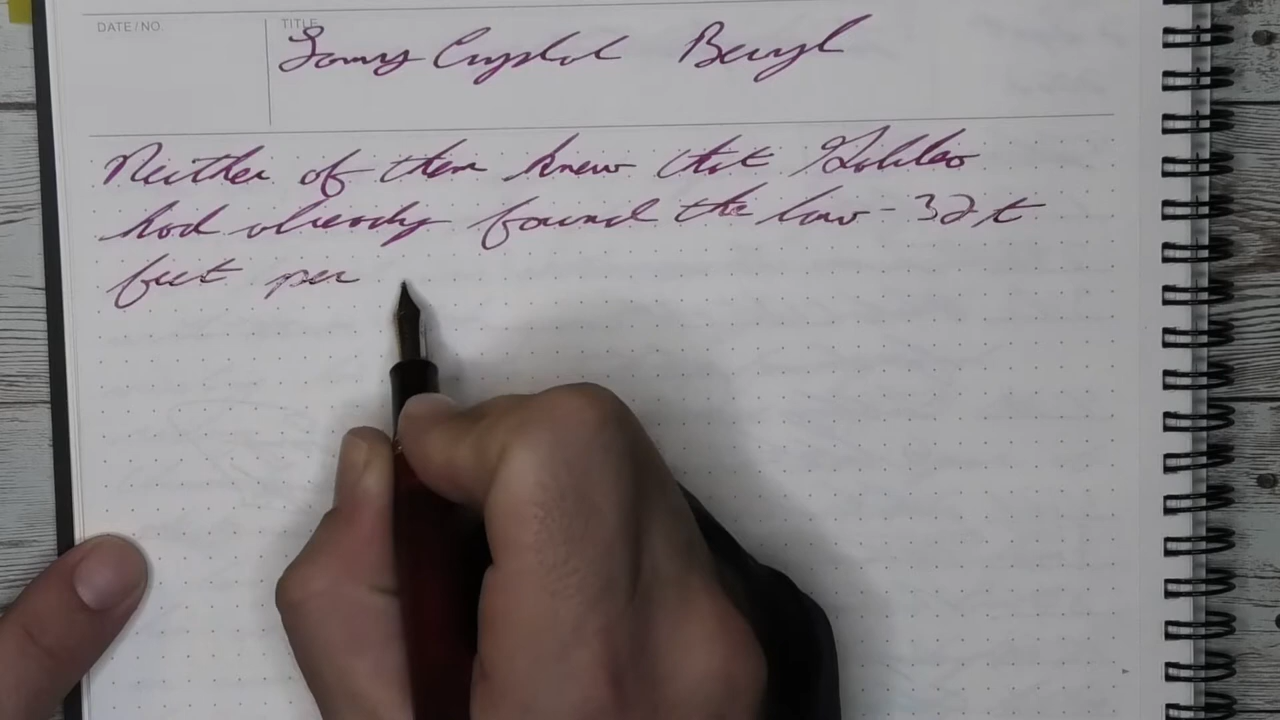 DATE/NO.
TITLE
Lamy Crystal Beryl
Neither of them knew that Galileo
had already found the law - 32 t
feet per